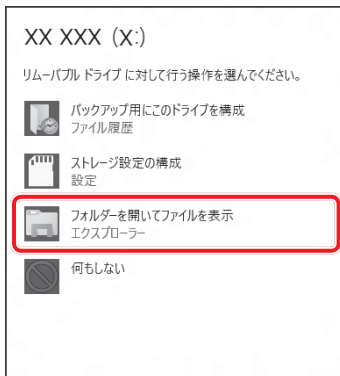 XX XXX (X:)
リムーバブル ドライブ に対して行う操作を選んでください。
バックアップ用にこのドライブを構成
ファイル履歴
ストレージ設定の構成
設定
フォルダーを開いてファイルを表示
エクスプローラー
何もしない